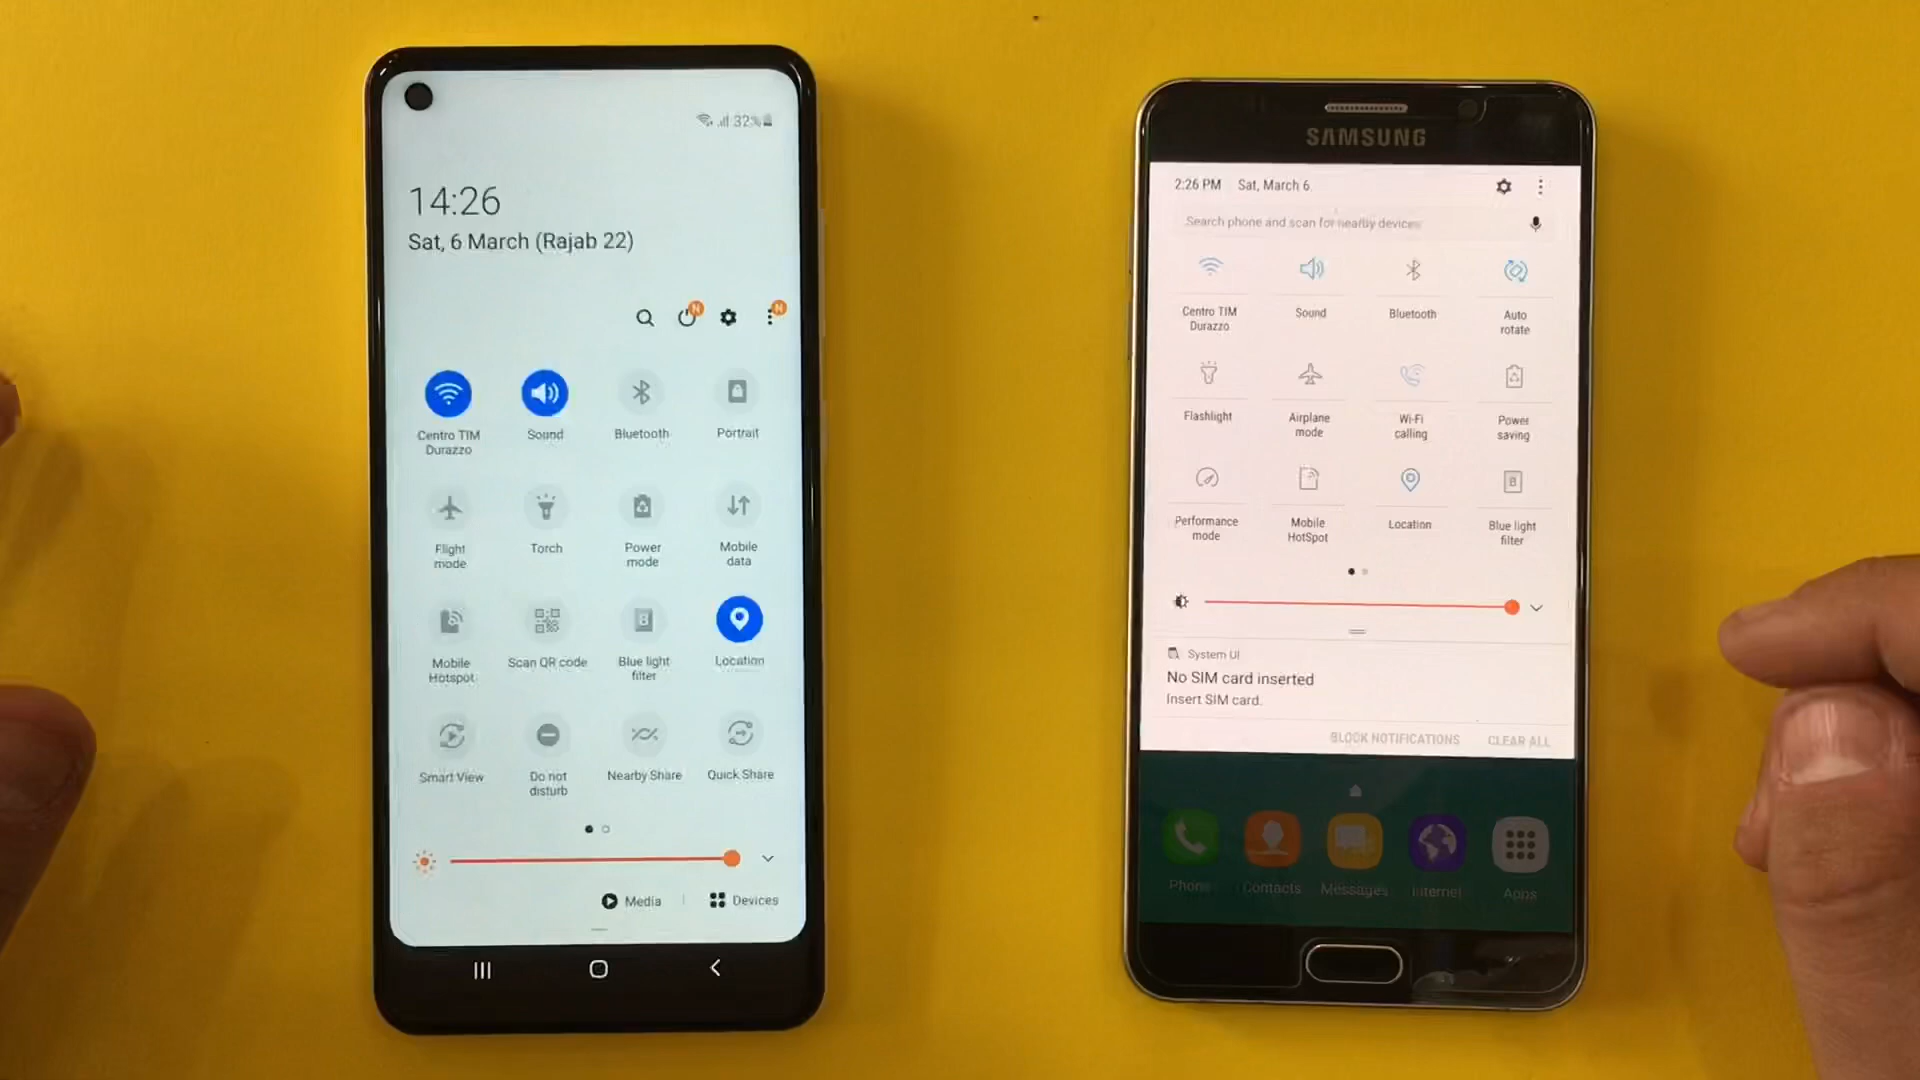 32%
14:26
Sat, 6 March (Rajab 22)
N
N
Centro TIM
Durazzo
Sound
Bluetooth
Portrait
Flight
mode
Torch
Power
mode
Mobile
data
Mobile
Hotspot
Scan QR code
Blue light
filter
Location
Smart View
Do not
disturb
Nearby Share
Quick Share
Media
Devices
SAMSUNG
2:26 PM Sat, March 6
Search phone and scan for nearby devices
Centro TIM
Durazzo
Sound
Bluetooth
Auto
rotate
Flashlight
Airplane
mode
Wi-Fi
calling
Power
saving
Performance
mode
Mobile
HotSpot
Location
Blue light
filter
System UI
No SIM card inserted
Insert SIM card.
BLOCK NOTIFICATIONS CLEAR ALL
Phone
Contacts
Messages
Internet
Apps